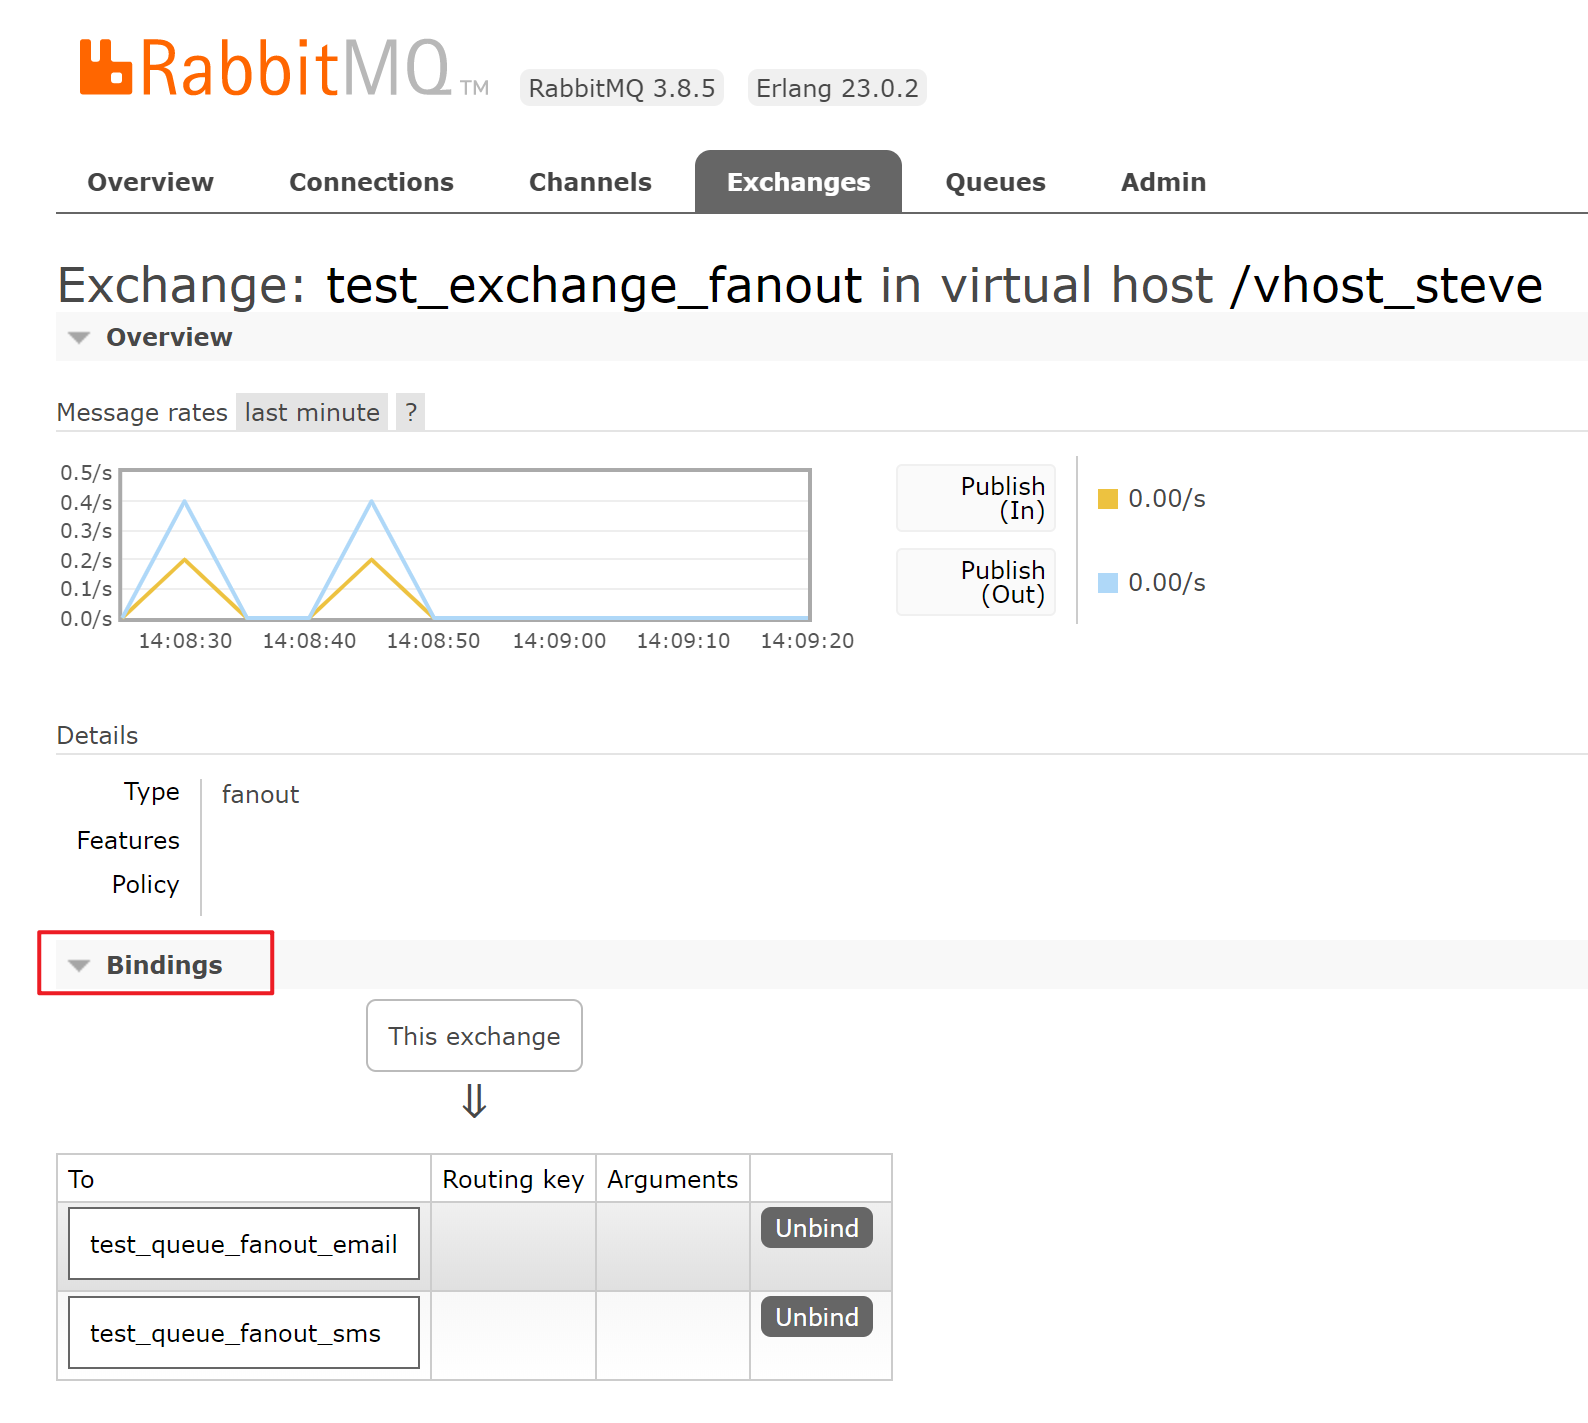 RabbitMQ TM RabbitMQ 3.8.5 Erlang 23.0.2
Overview Connections Channels Exchanges Queues Admin
Exchange: test_exchange_fanout in virtual host /vhost_steve
Overview
Message rates last minute ?
0.5/s
0.4/s
0.3/s
0.2/s
0.1/s
0.0/s
14:08:30 14:08:40 14:08:50 14:09:00 14:09:10 14:09:20
Publish
(In)
0.00/s
Publish
(Out)
0.00/s
Details
Type fanout
Features
Policy
Bindings
This exchange
⇓
To Routing key Arguments
test_queue_fanout_email Unbind
test_queue_fanout_sms Unbind